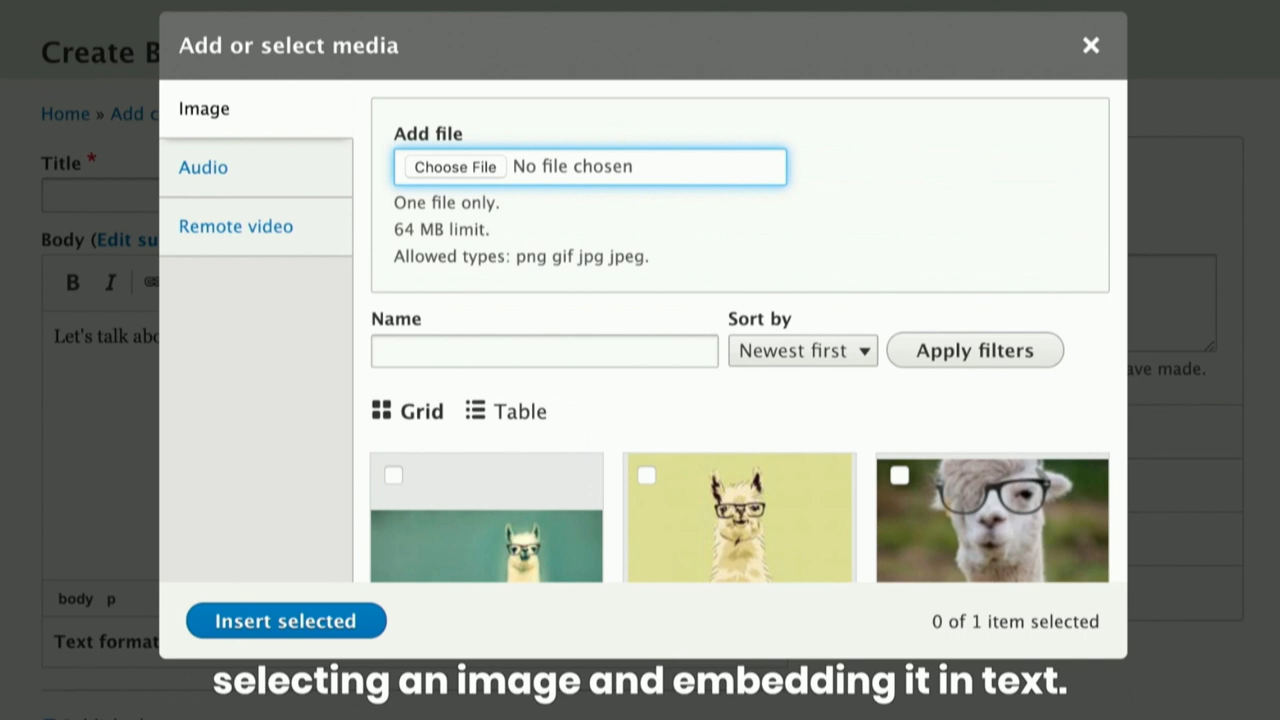 Create B
Add or select media
Home » Add c
Image
Audio
Remote video
Title *
Body (Edit su
B I
Let's talk abo
Add file
Choose File No file chosen
One file only.
64 MB limit.
Allowed types: png gif jpg jpeg.
Name
Sort by
Newest first
Apply filters
Grid
Table
ave made.
body p
Text format
Insert selected
0 of 1 item selected
selecting an image and embedding it in text.